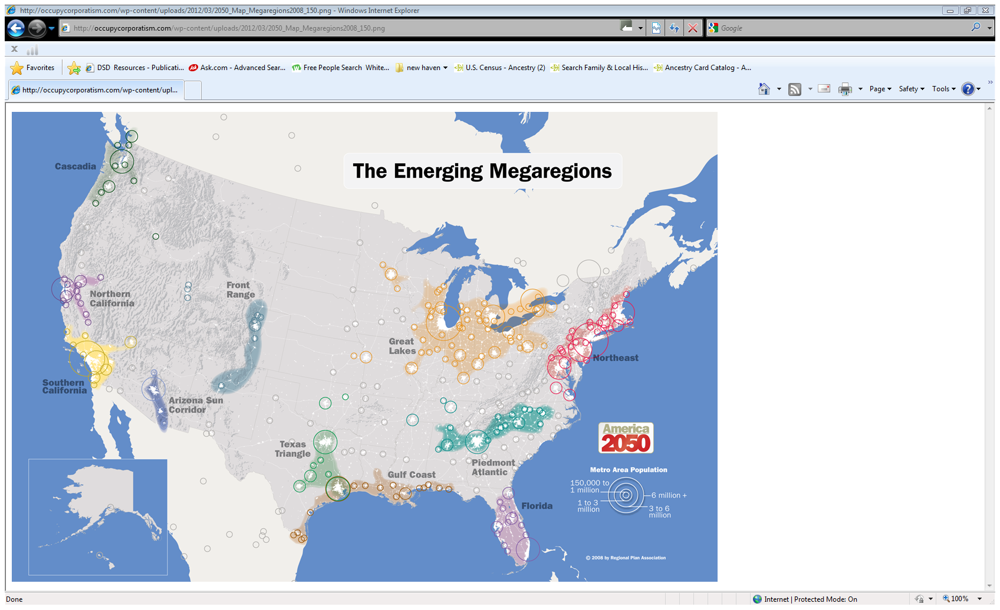 http://occupycorporatism.com/wp-content/uploads/2012/03/2050_Map_Megaregions2008_150.png - Windows Internet Explorer
http://occupycorporatism.com/wp-content/uploads/2012/03/2050_Map_Megaregions2008_150.png
Google
X
Favorites
DSD Resources - Publicati...
Ask
Ask.com - Advanced Sear...
Free People Search White...
new haven
U.S. Census - Ancestry (2)
Search Family & Local His...
Ancestry Card Catalog - A...
http://occupycorporatism.com/wp-content/upl...
Page
Safety
Tools
The Emerging Megaregions
Cascadia
Northern
California
Front
Range
Great
Lakes
Northeast
Southern
California
Arizona Sun
Corridor
Texas
Triangle
Gulf Coast
Piedmont
Atlantic
Florida
America
2050
Metro Area Population
150,000 to
1 million
1 to 3
million
6 million +
3 to 6
million
© 2008 by Regional Plan Association
Done
Internet | Protected Mode: On
100%